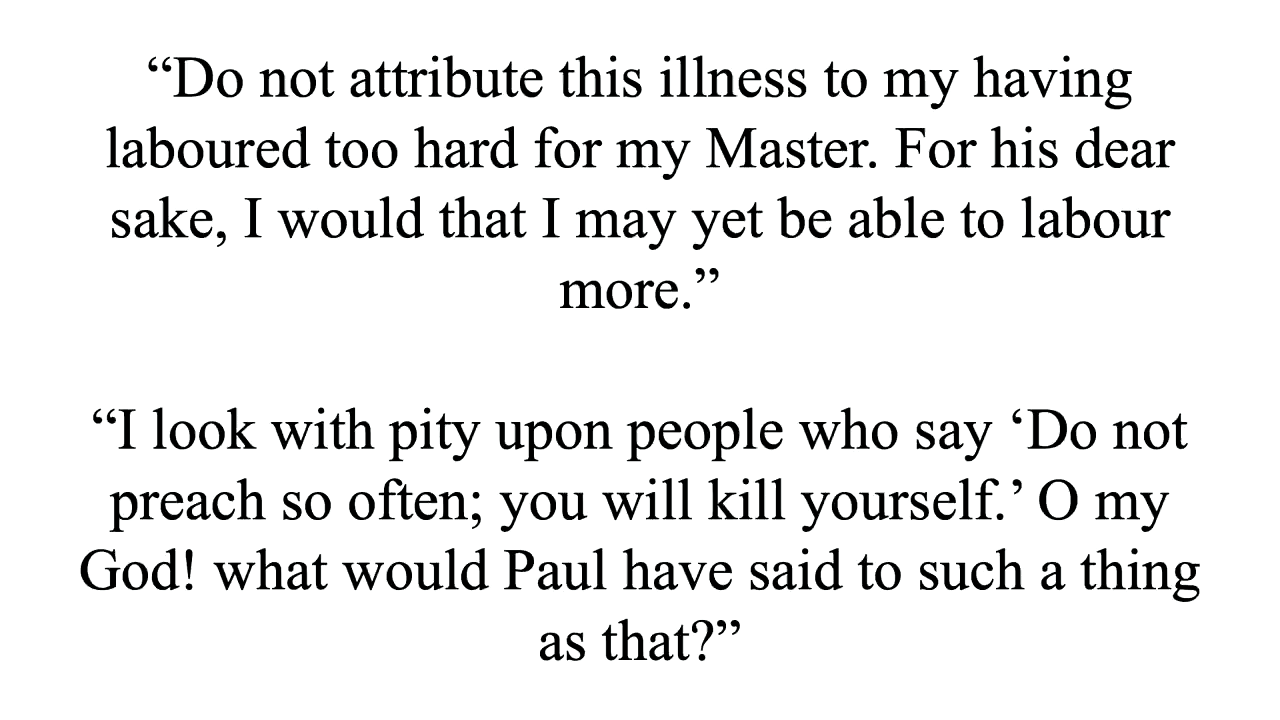 “Do not attribute this illness to my having
laboured too hard for my Master. For his dear
sake, I would that I may yet be able to labour
more.”
“I look with pity upon people who say ‘Do not
preach so often; you will kill yourself.’ O my
God! what would Paul have said to such a thing
as that?”